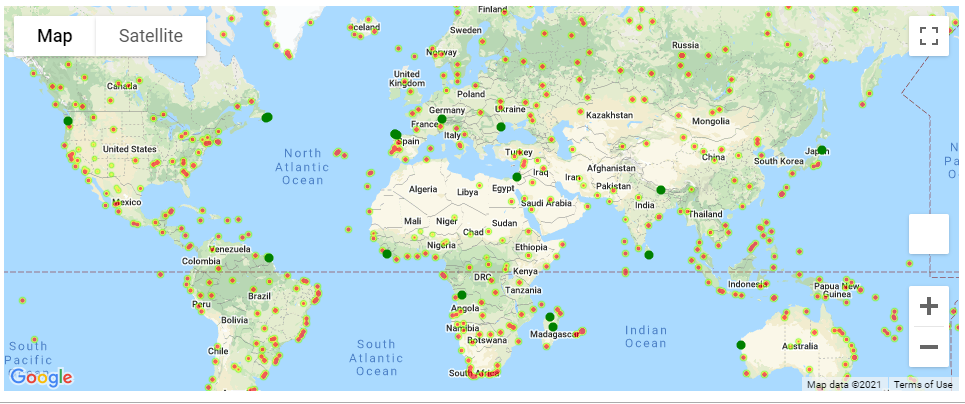 Map
Satellite
Iceland
Finland
Sweden
Norway
Russia
Canada
United
Kingdom
Poland
Germany
Ukraine
France
Kazakhstan
Mongolia
Spain
Italy
United States
North
Atlantic
Ocean
Turkey
China
South Korea
Japan
Iraq
Iran
Afghanistan
Pakistan
Algeria
Libya
Egypt
Saudi Arabia
India
Mexico
Mali
Niger
Chad
Sudan
Thailand
Nigeria
Ethiopia
Venezuela
Colombia
DRC
Kenya
Tanzania
Indonesia
Papua New
Guinea
Peru
Brazil
Bolivia
Angola
Namibia
Botswana
Madagascar
Indian
Ocean
Australia
Chile
South
Atlantic
Ocean
South
Pacific
Ocean
South Africa
Google
Map data ©2021
Terms of Use